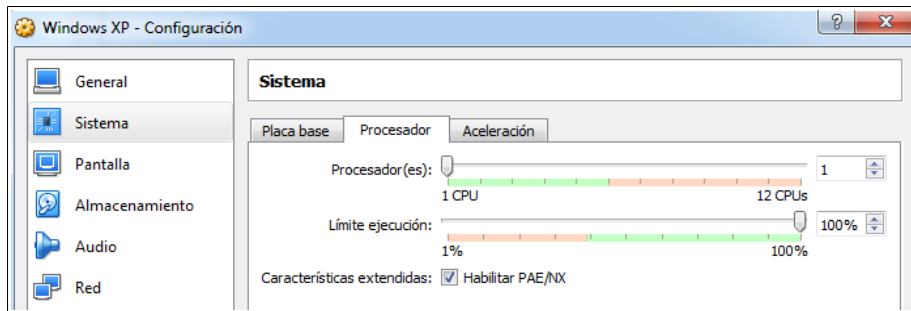 Windows XP - Configuración
General
Sistema
Pantalla
Almacenamiento
Audio
Red
Sistema
Placa base Procesador Aceleración
Procesador(es): 1
1 CPU 12 CPUs
Límite ejecución: 100%
1% 100%
Características extendidas: Habilitar PAE/NX